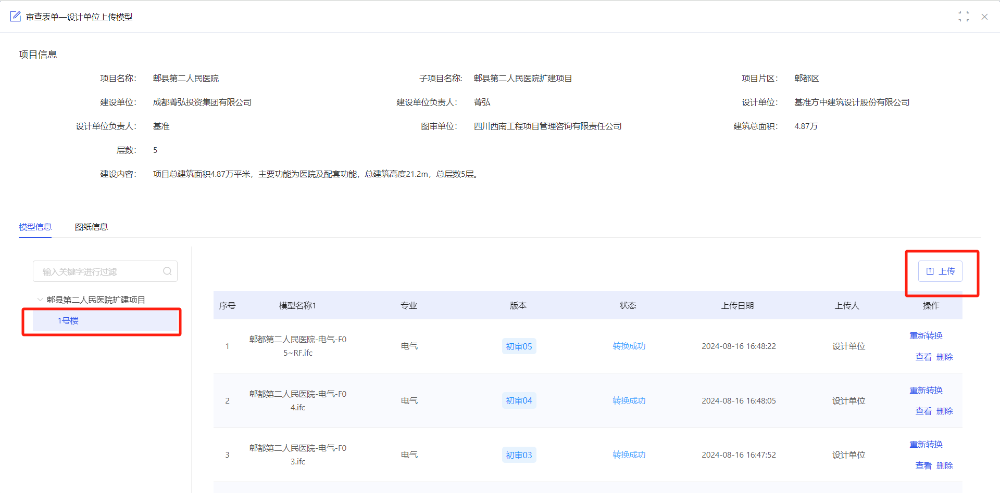 审查表单—设计单位上传模型
项目信息
项目名称： 郫县第二人民医院 子项目名称: 郫县第二人民医院扩建项目 项目片区： 郫都区
建设单位： 成都菁弘投资集团有限公司 建设单位负责人： 菁弘 设计单位： 基准方中建筑设计股份有限公司
设计单位负责人： 基准 图审单位： 四川西南工程项目管理咨询有限责任公司 建筑总面积： 4.87万
层数： 5
建设内容： 项目总建筑面积4.87万平米，主要功能为医院及配套功能，总建筑高度21.2m，总层数5层。
模型信息 图纸信息
输入关键字进行过滤
郫县第二人民医院扩建项目
1号楼
上传
序号 模型名称1 专业 版本 状态 上传日期 上传人 操作
1 郫都第二人民医院-电气-F0
5~RF.ifc 电气 初审05 转换成功 2024-08-16 16:48:22 设计单位 重新转换
查看 删除
2 郫都第二人民医院-电气-F0
4.ifc 电气 初审04 转换成功 2024-08-16 16:48:05 设计单位 重新转换
查看 删除
3 郫都第二人民医院-电气-F0
3.ifc 电气 初审03 转换成功 2024-08-16 16:47:52 设计单位 重新转换
查看 删除